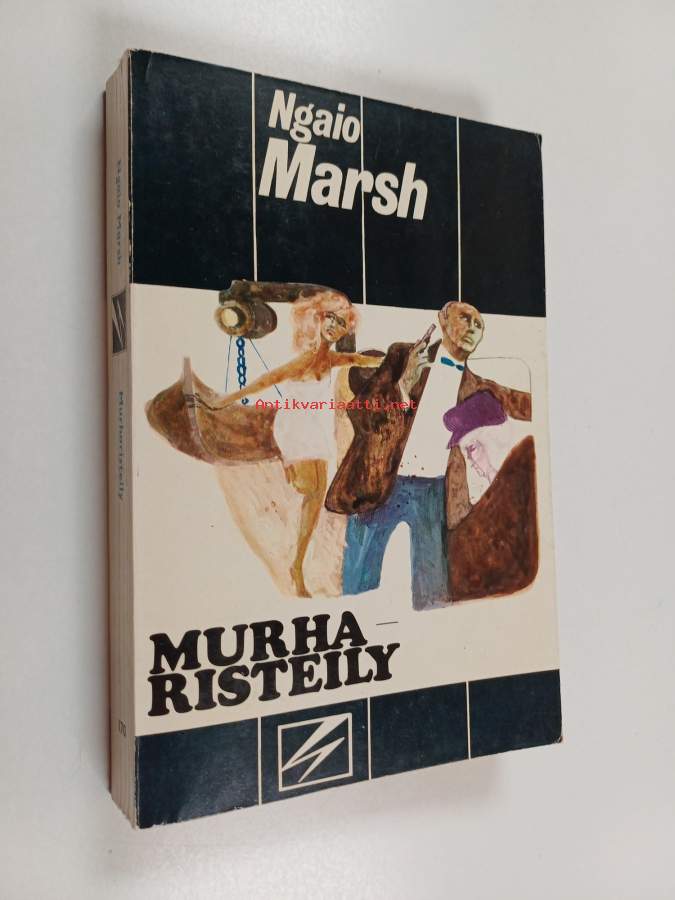 Ngaio
Marsh
Antikvariaatti.net
MURHA
RISTEILY
Ngaio Marsh
Murharisteily
170